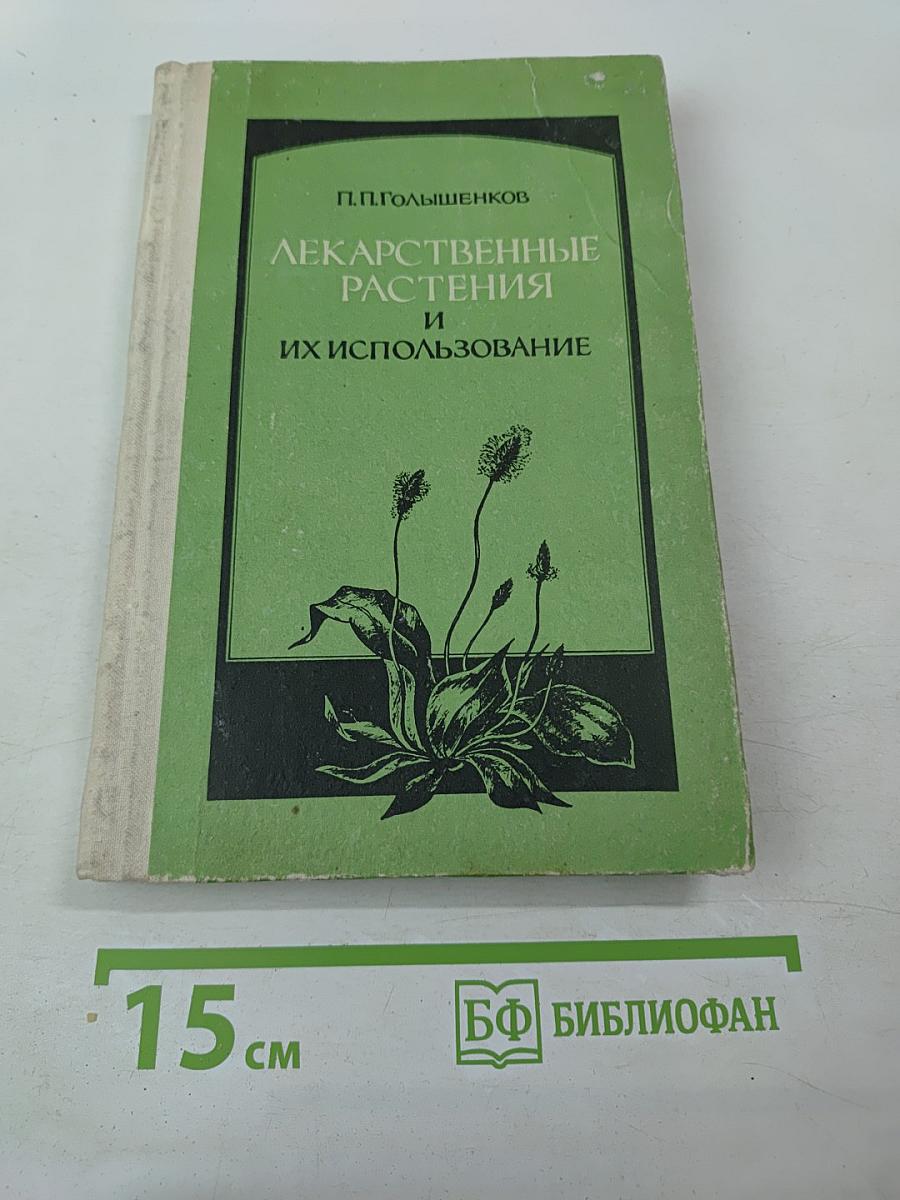 П.П.Голышенков
ЛЕКАРСТВЕННЫЕ
РАСТЕНИЯ
И
ИХ ИСПОЛЬЗОВАНИЕ
15 см
БФ БИБЛИОФАН